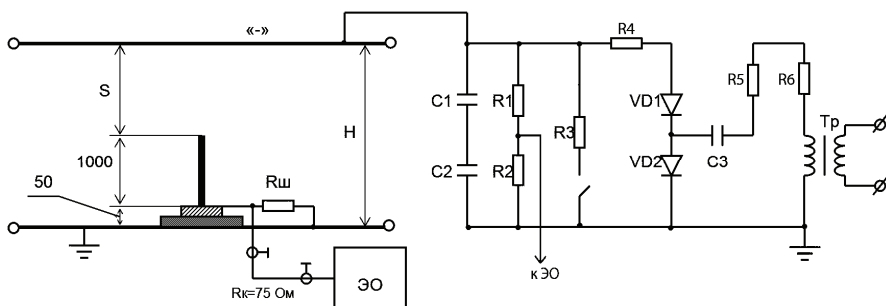 «-»
S
H
1000
50
Rш
Rк=75 Ом
ЭО
C1
C2
R1
R2
к ЭО
R3
R4
VD1
VD2
C3
R5
R6
Тр